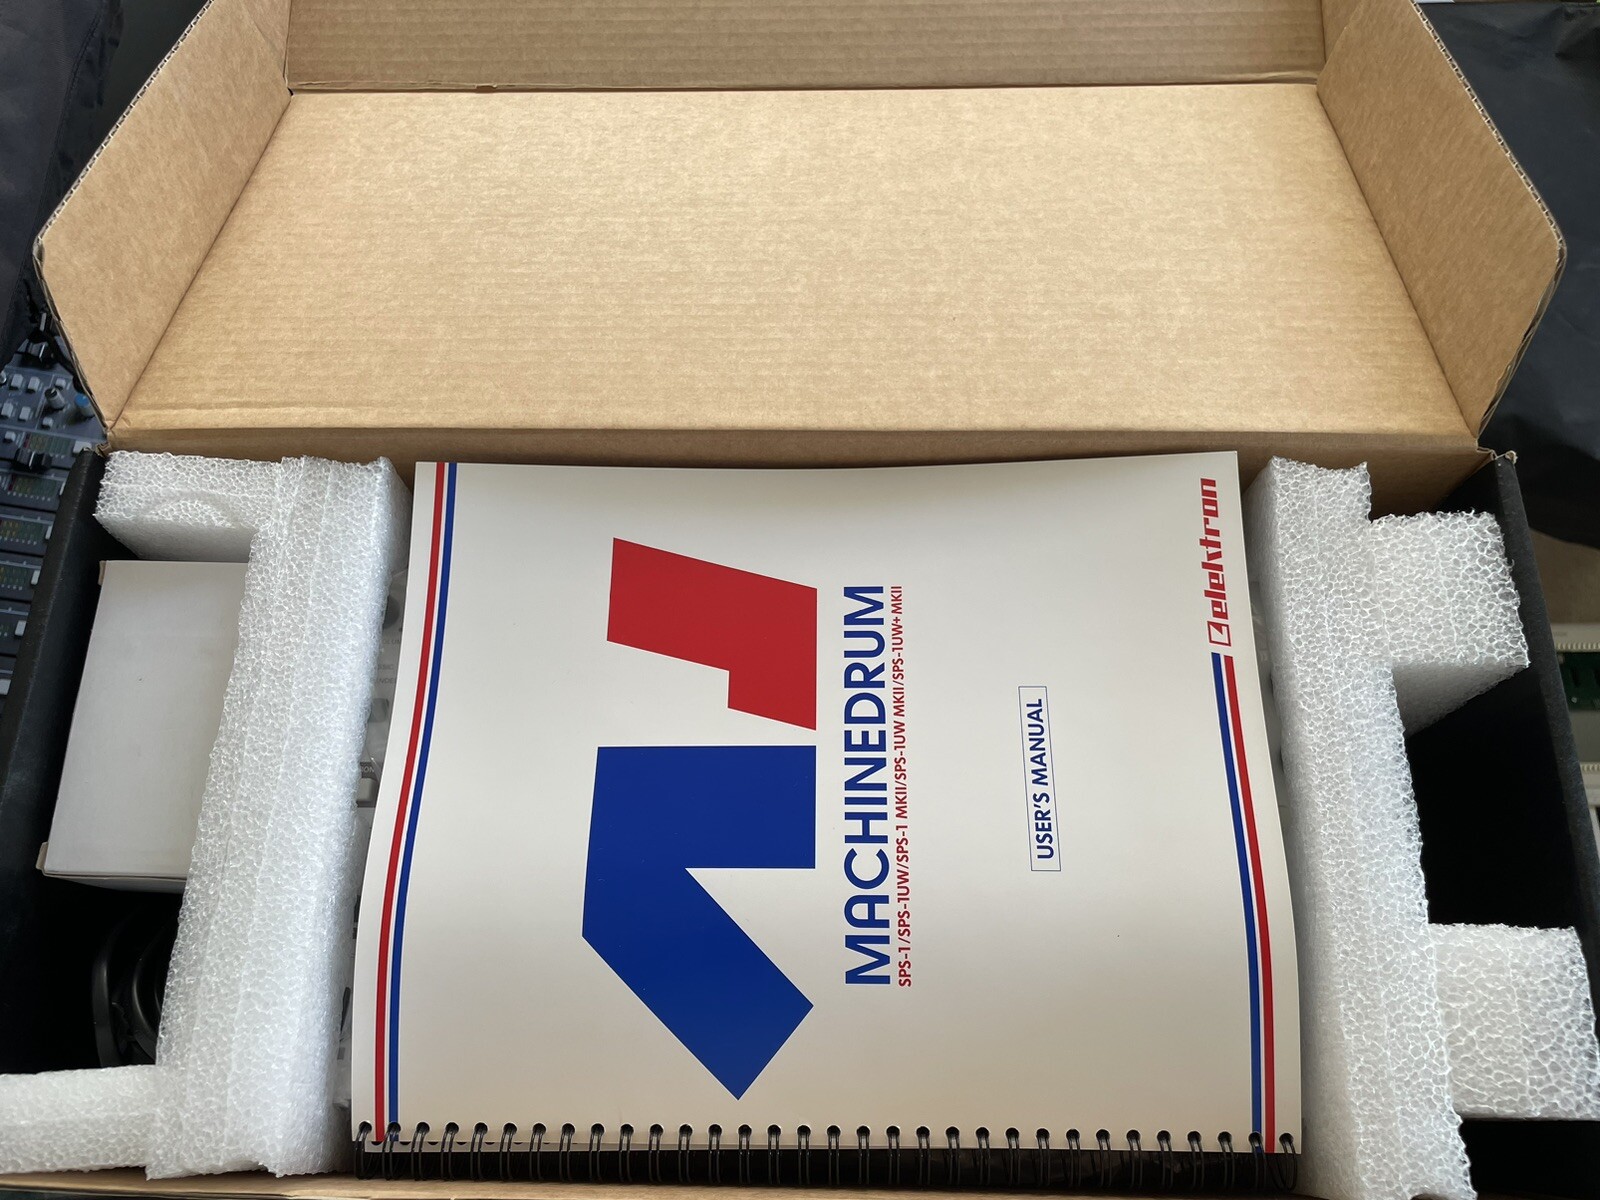 elektron
MACHINEDRUM
SPS-1/SPS-1UW/SPS-1 MKII/SPS-1UW MKII/SPS-1UW+ MKII
USER'S MANUAL